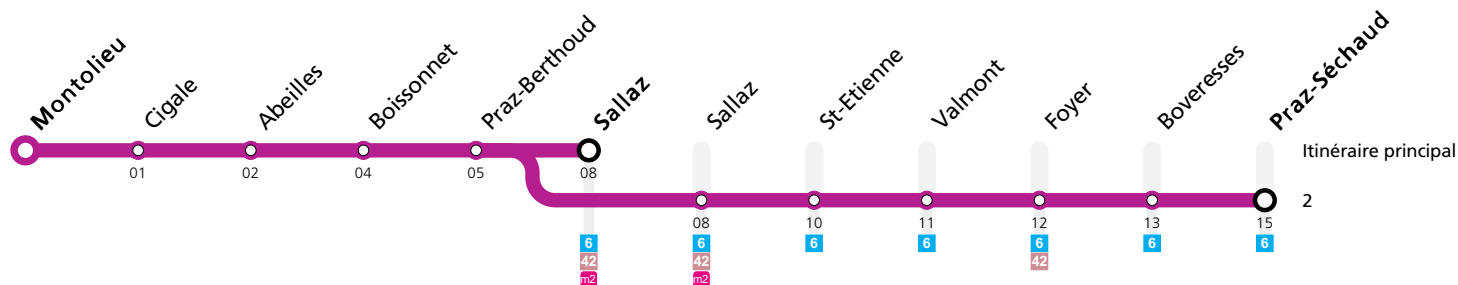 Montolieu
Cigale
Abeilles
Boissonnet
Praz-Berthoud
Sallaz
Sallaz
St-Etienne
Valmont
Foyer
Boveresses
Praz-Séchaud
Itinéraire principal
01 02 04 05 08
2
08 10 11 12 13 15
6 6 6 6 6 6 6
42 42 42
m2 m2